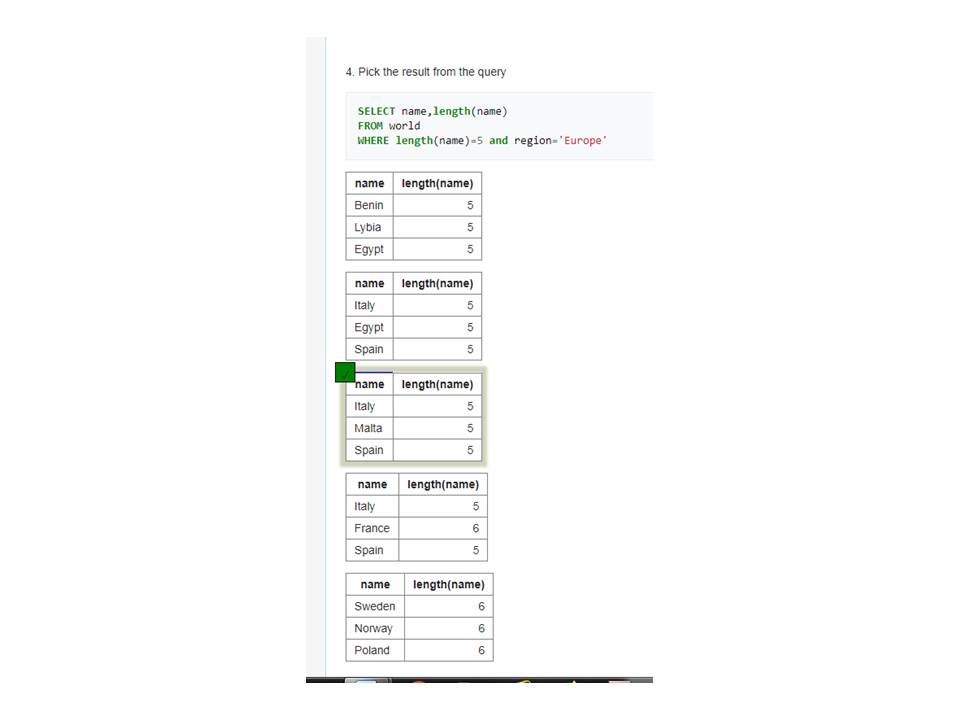 4. Pick the result from the query
SELECT name,length(name)
FROM world
WHERE length(name)=5 and region='Europe'
name length(name)
Benin 5
Lybia 5
Egypt 5
name length(name)
Italy 5
Egypt 5
Spain 5
name length(name)
Italy 5
Malta 5
Spain 5
name length(name)
Italy 5
France 6
Spain 5
name length(name)
Sweden 6
Norway 6
Poland 6